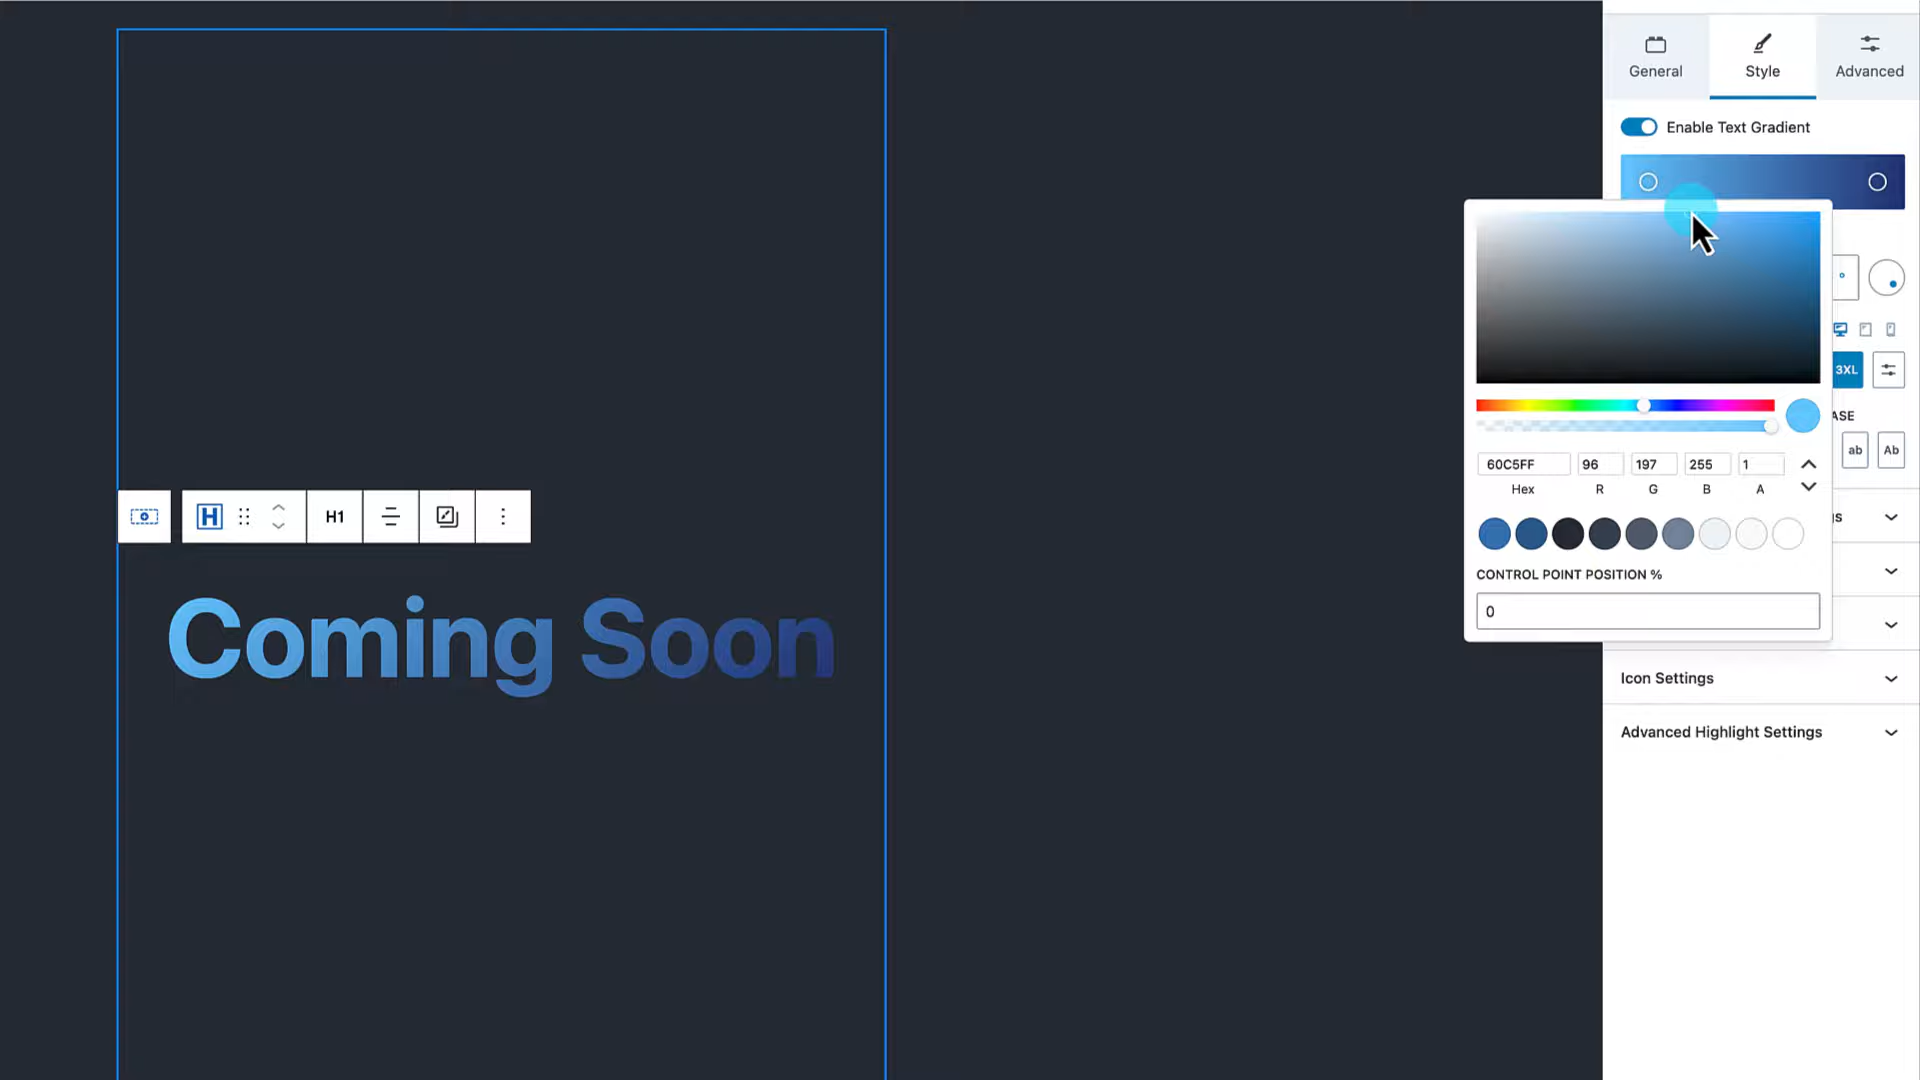 General
Style
Advanced
Enable Text Gradient
3XL
ASE
60C5FF 96 197 255 1
ab Ab
Hex R G B A
H H1
gs
CONTROL POINT POSITION %
0
Coming Soon
Icon Settings
Advanced Highlight Settings